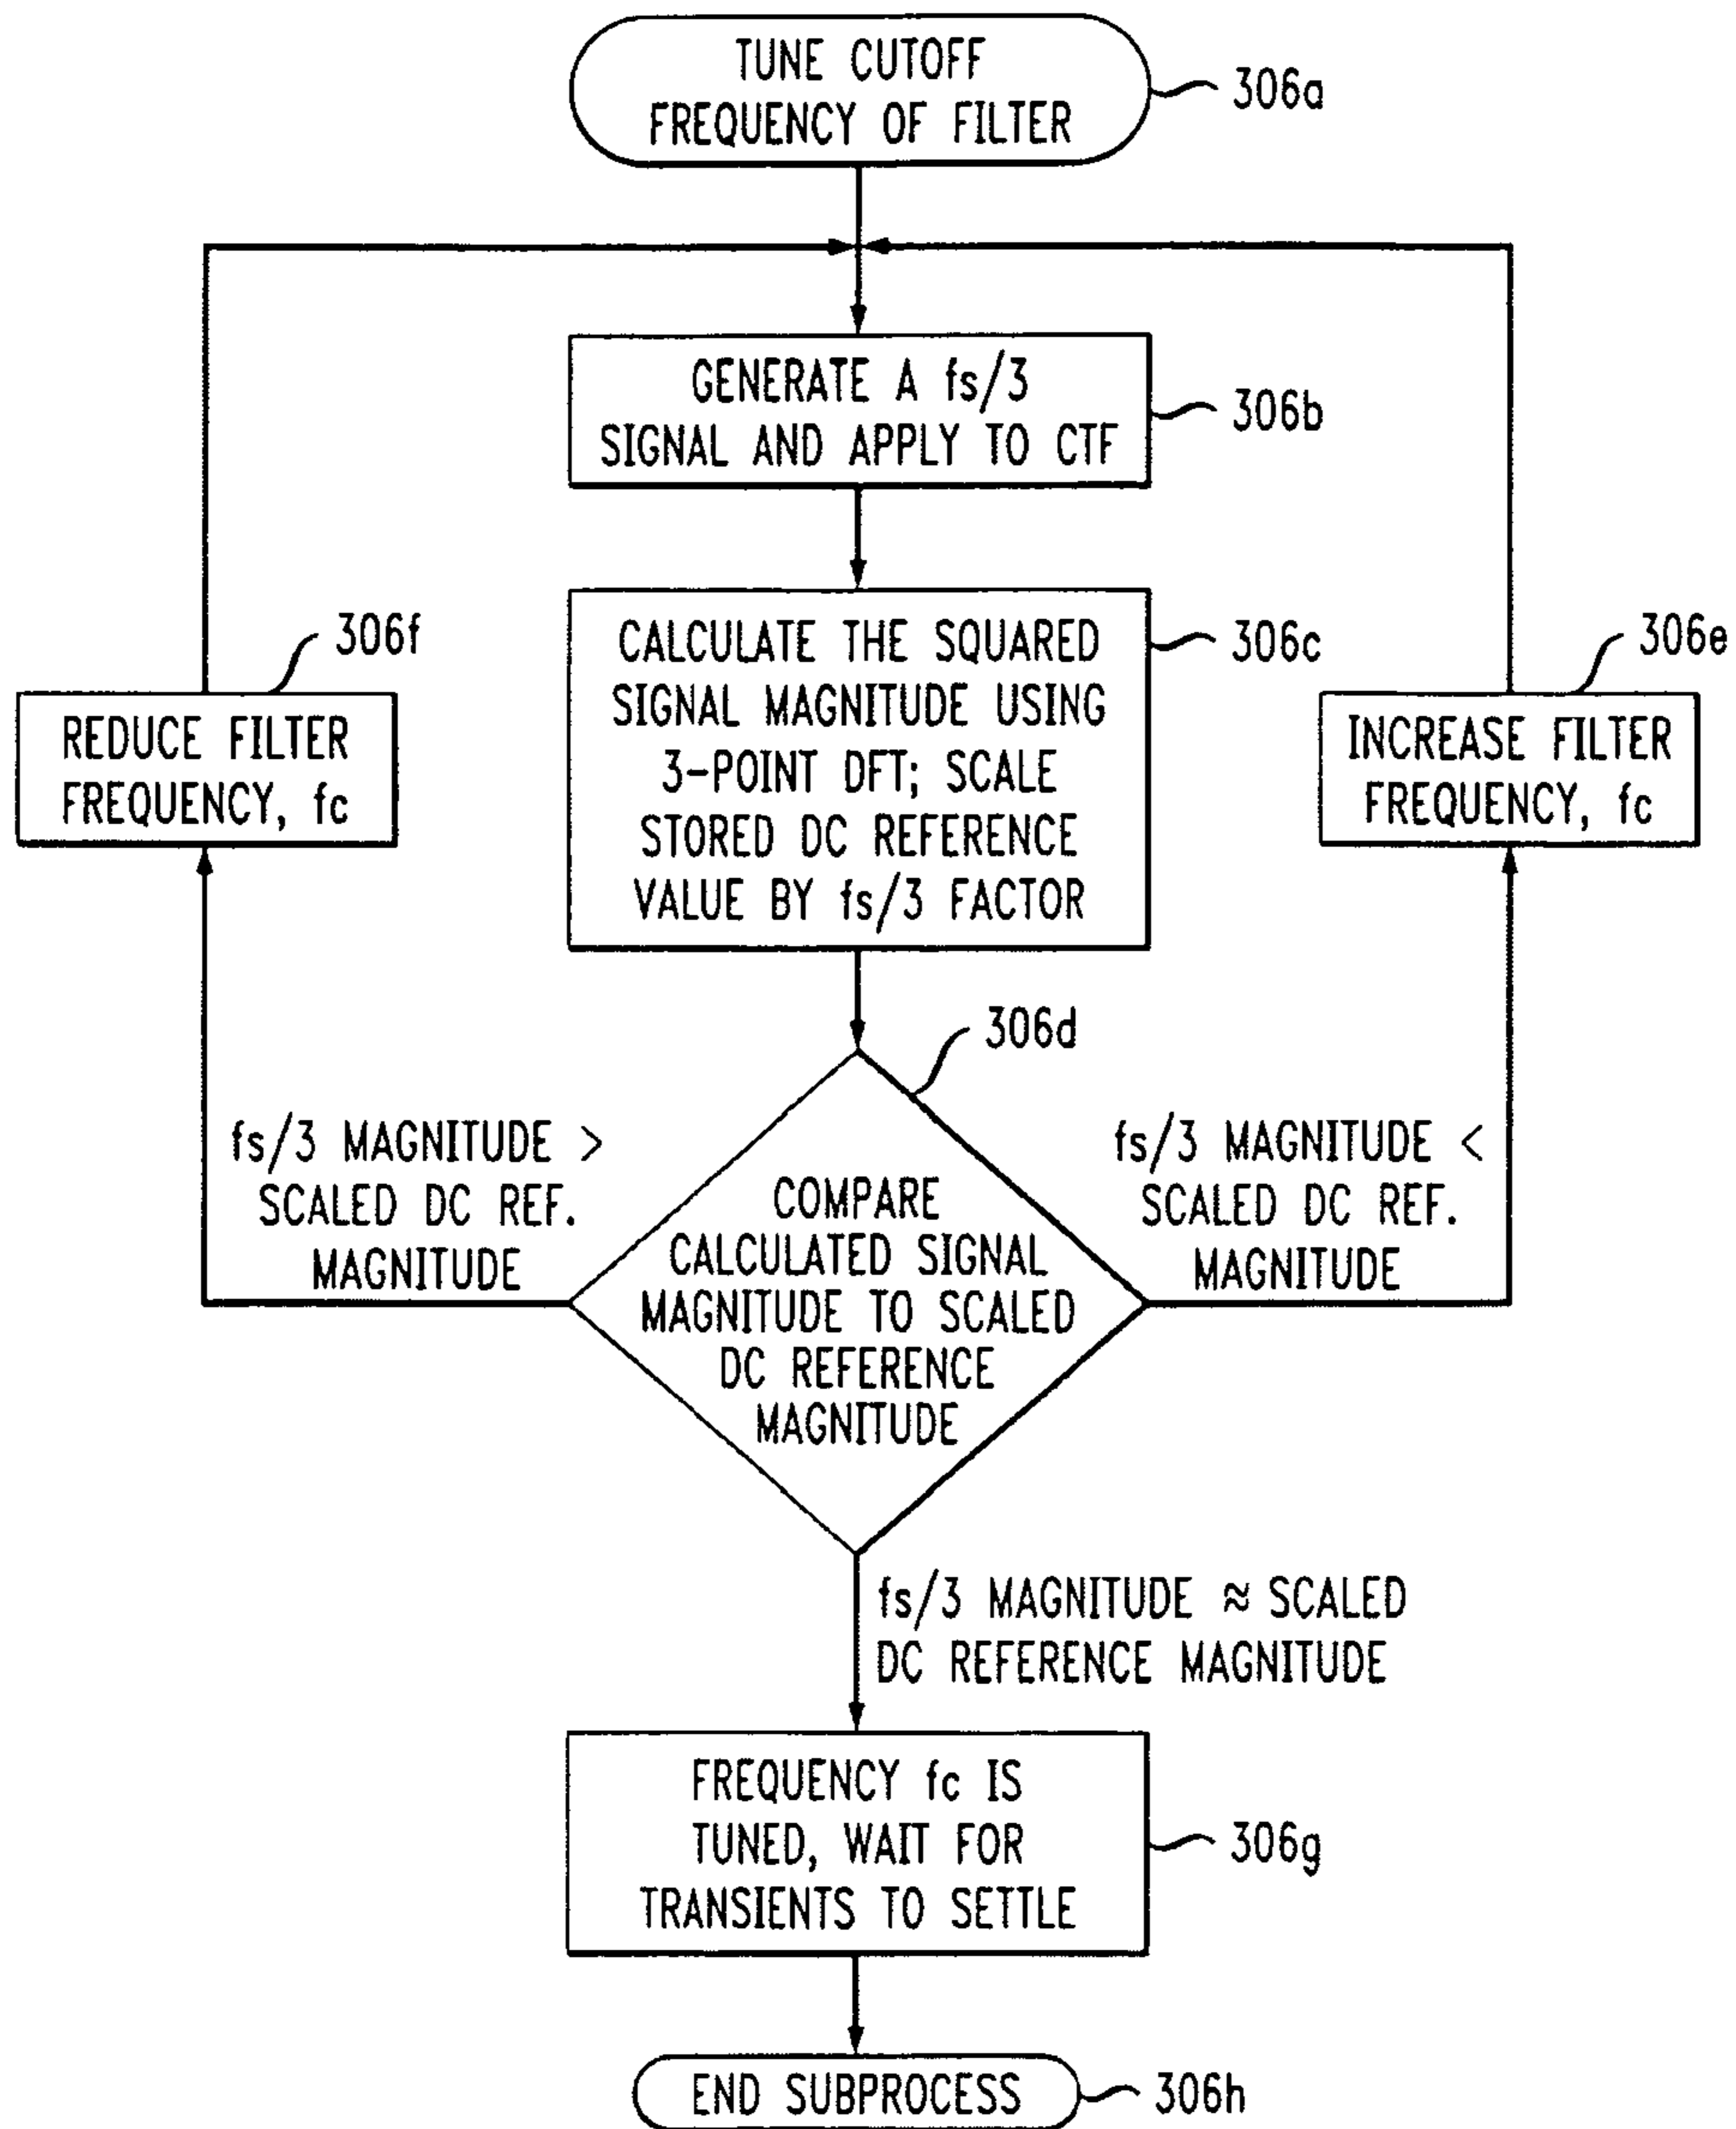 TUNE CUTOFF
FREQUENCY OF FILTER
306a
GENERATE A fs/3
SIGNAL AND APPLY TO CTF
306b
CALCULATE THE SQUARED
SIGNAL MAGNITUDE USING
3-POINT DFT; SCALE
STORED DC REFERENCE
VALUE BY fs/3 FACTOR
306c
306f
REDUCE FILTER
FREQUENCY, fc
306e
INCREASE FILTER
FREQUENCY, fc
306d
COMPARE
CALCULATED SIGNAL
MAGNITUDE TO SCALED
DC REFERENCE
MAGNITUDE
fs/3 MAGNITUDE >
SCALED DC REF.
MAGNITUDE
fs/3 MAGNITUDE <
SCALED DC REF.
MAGNITUDE
fs/3 MAGNITUDE ≈ SCALED
DC REFERENCE MAGNITUDE
FREQUENCY fc IS
TUNED, WAIT FOR
TRANSIENTS TO SETTLE
306g
END SUBPROCESS
306h